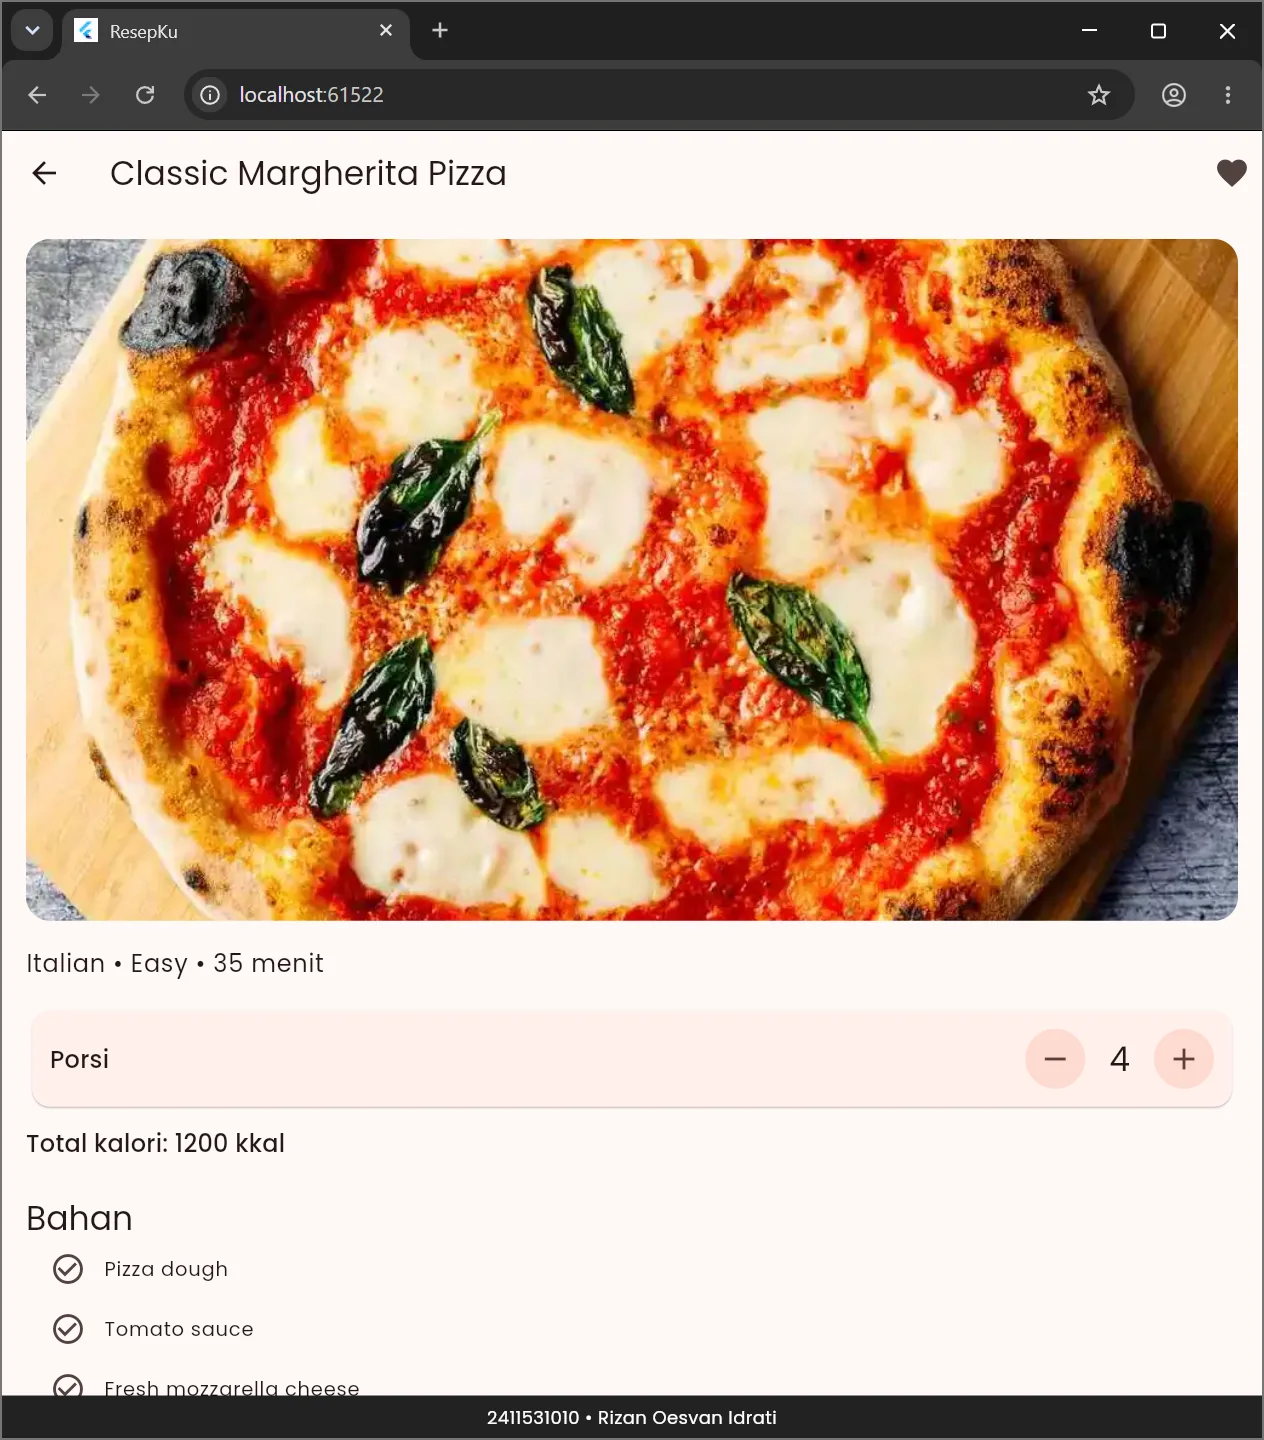 ResepKu
localhost:61522
Classic Margherita Pizza
Italian • Easy • 35 menit
Porsi
4
Total kalori: 1200 kkal
Bahan
Pizza dough
Tomato sauce
Fresh mozzarella cheese
2411531010 • Rizan Oesvan Idrati